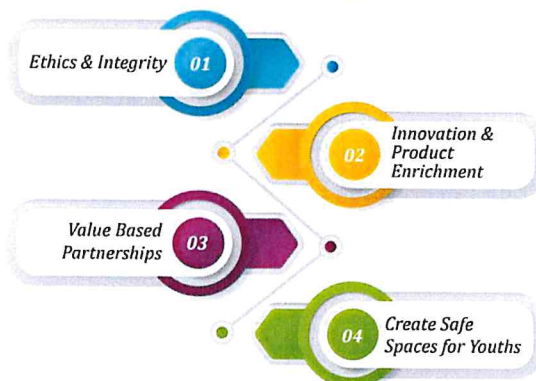 Ethics & Integrity
01
02
Innovation &
Product
Enrichment
Value Based
Partnerships
03
04
Create Safe
Spaces for Youths